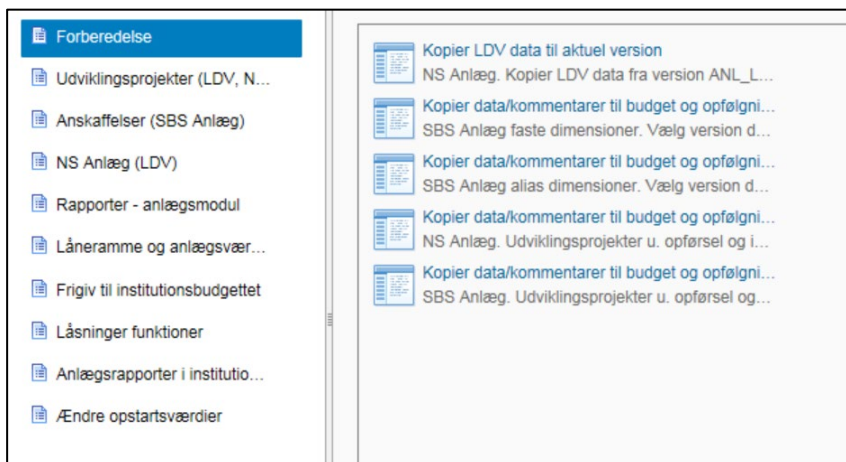 Forberedelse
Udviklingsprojekter (LDV, N...
Anskaffelser (SBS Anlæg)
NS Anlæg (LDV)
Rapporter - anlægsmodul
Låneramme og anlægsvær...
Frigiv til institutionsbudgettet
Låsninger funktioner
Anlægsrapporter i institutio...
Ændre opstartsværdier
Kopier LDV data til aktuel version
NS Anlæg. Kopier LDV data fra version ANL_L...
Kopier data/kommentarer til budget og opfølgni...
SBS Anlæg faste dimensioner. Vælg version d...
Kopier data/kommentarer til budget og opfølgni...
SBS Anlæg alias dimensioner. Vælg version d...
Kopier data/kommentarer til budget og opfølgni...
NS Anlæg. Udviklingsprojekter u. opførsel og i...
Kopier data/kommentarer til budget og opfølgni...
SBS Anlæg. Udviklingsprojekter u. opførsel og...